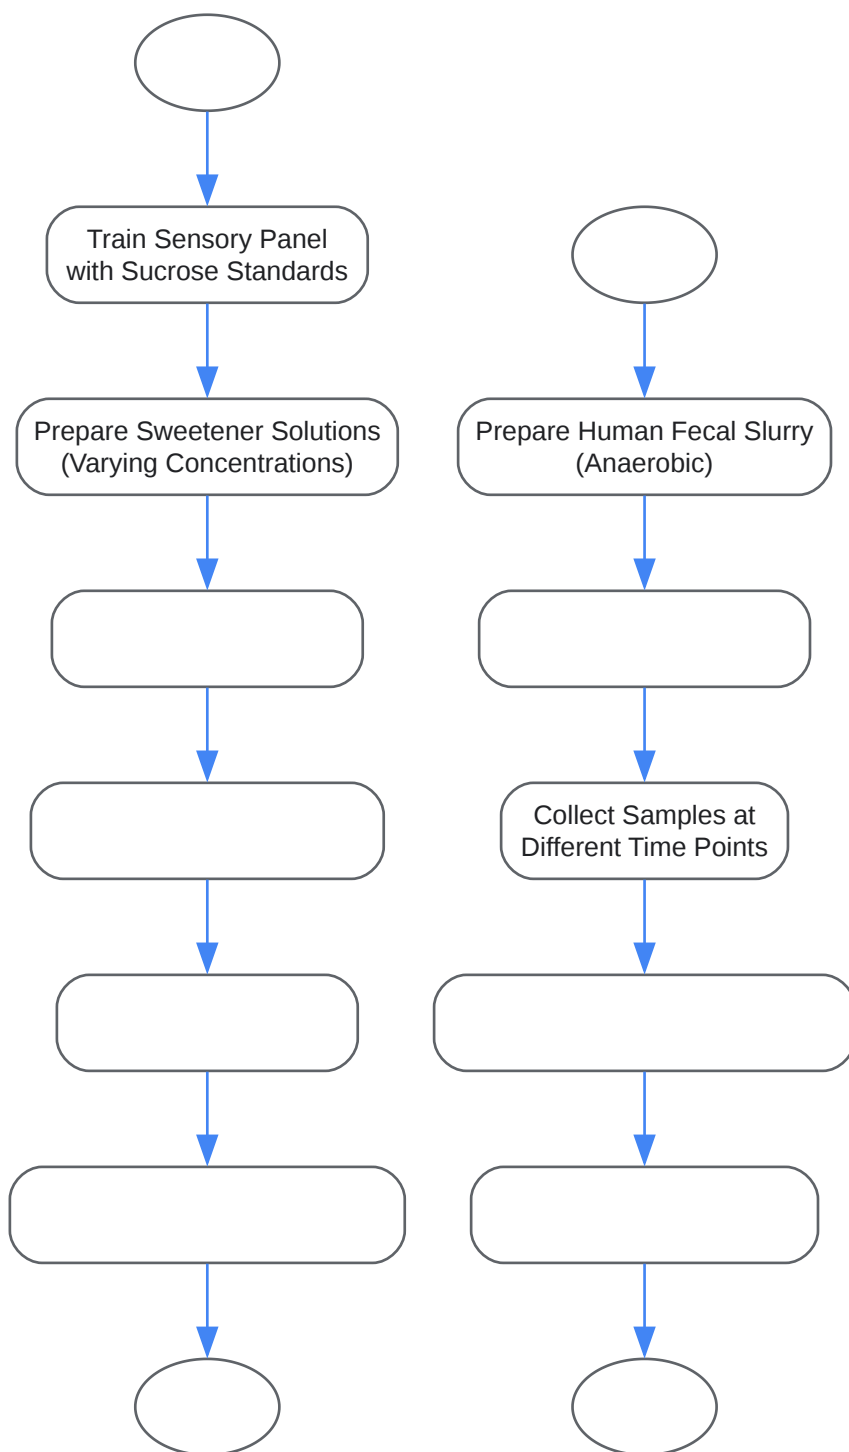 Train Sensory Panel
with Sucrose Standards
Prepare Sweetener Solutions
(Varying Concentrations)
Prepare Human Fecal Slurry
(Anaerobic)
Collect Samples at
Different Time Points